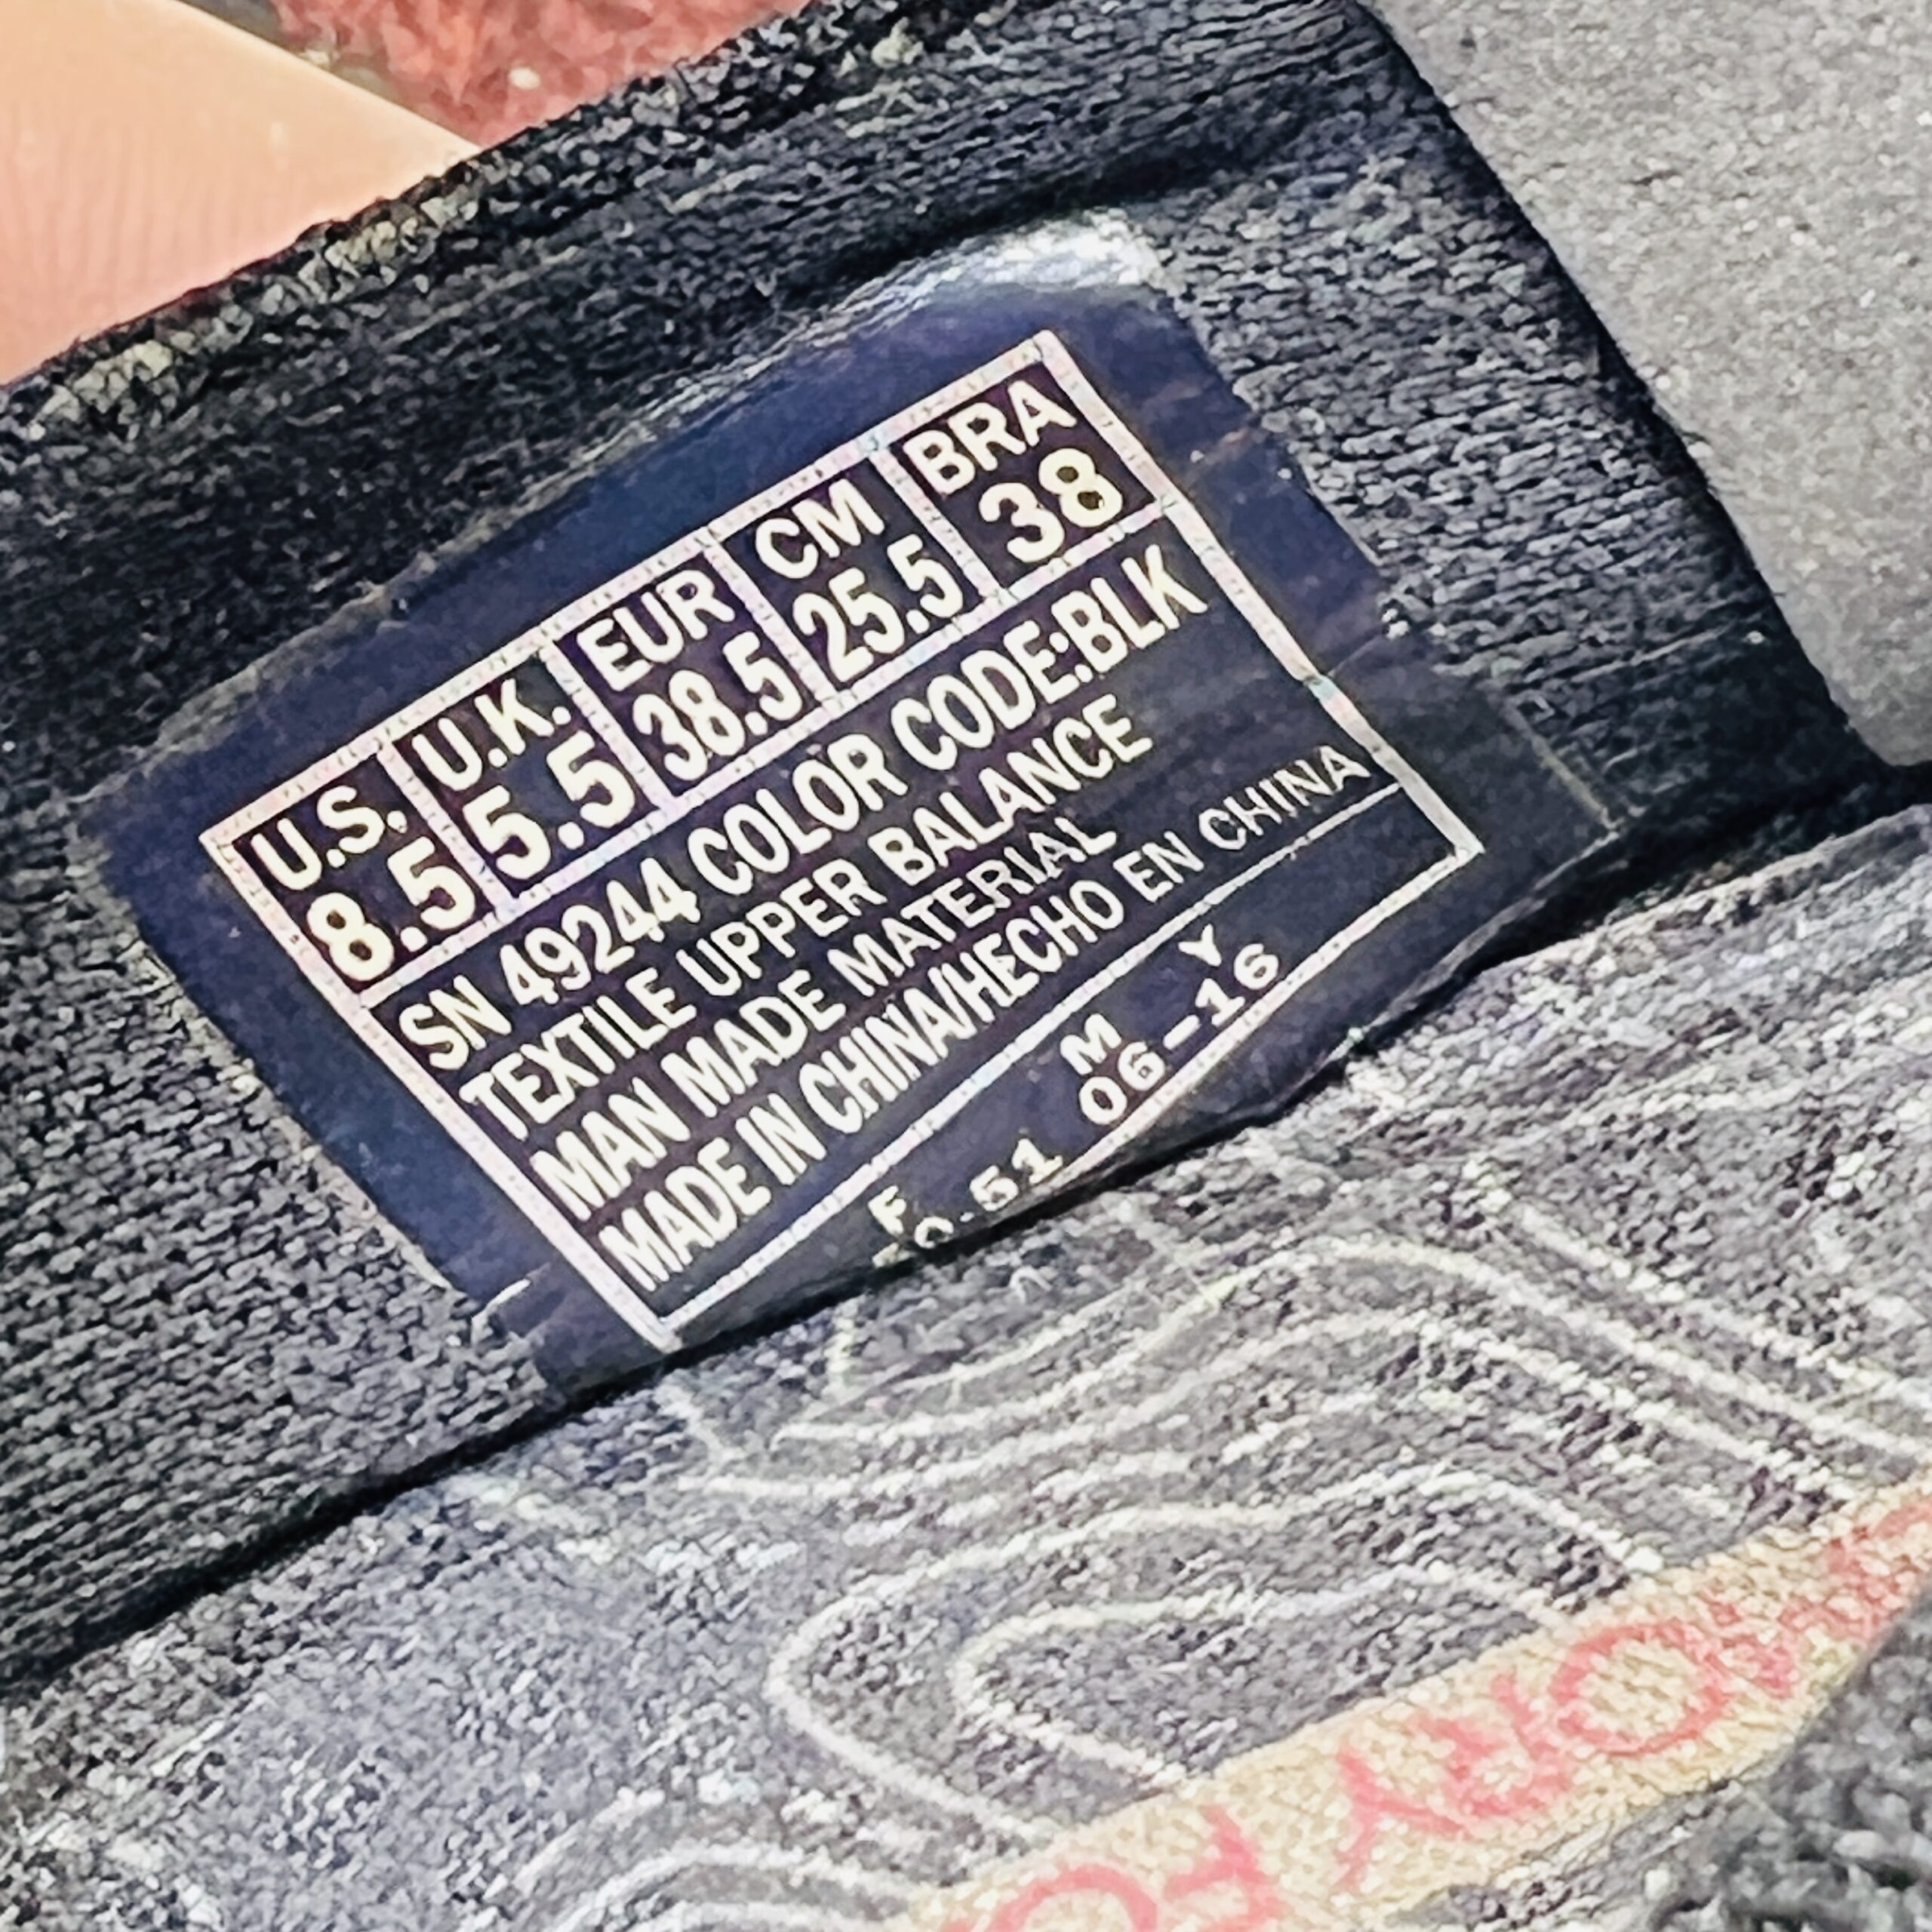 U.S. U.K. EUR CM BRA
8.5 5.5 38.5 25.5 38
SN 49244 COLOR CODE:BLK
TEXTILE UPPER BALANCE
MAN MADE MATERIAL
MADE IN CHINA/HECHO EN CHINA
F M Y
06-16